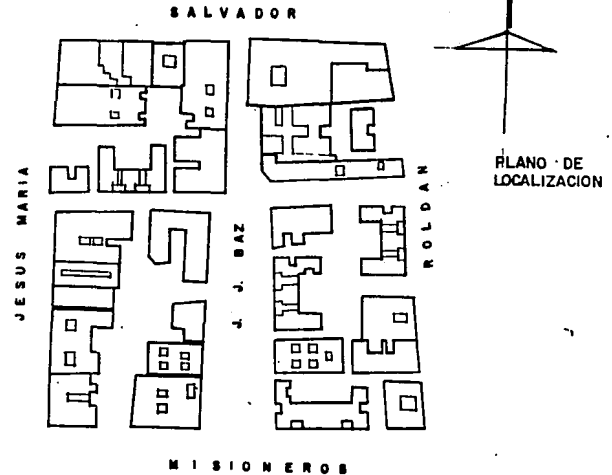 SALVADOR
PLANO DE
LOCALIZACION
JESUS MARIA
J. J. BAZ
ROLDAN
MISIONEROS